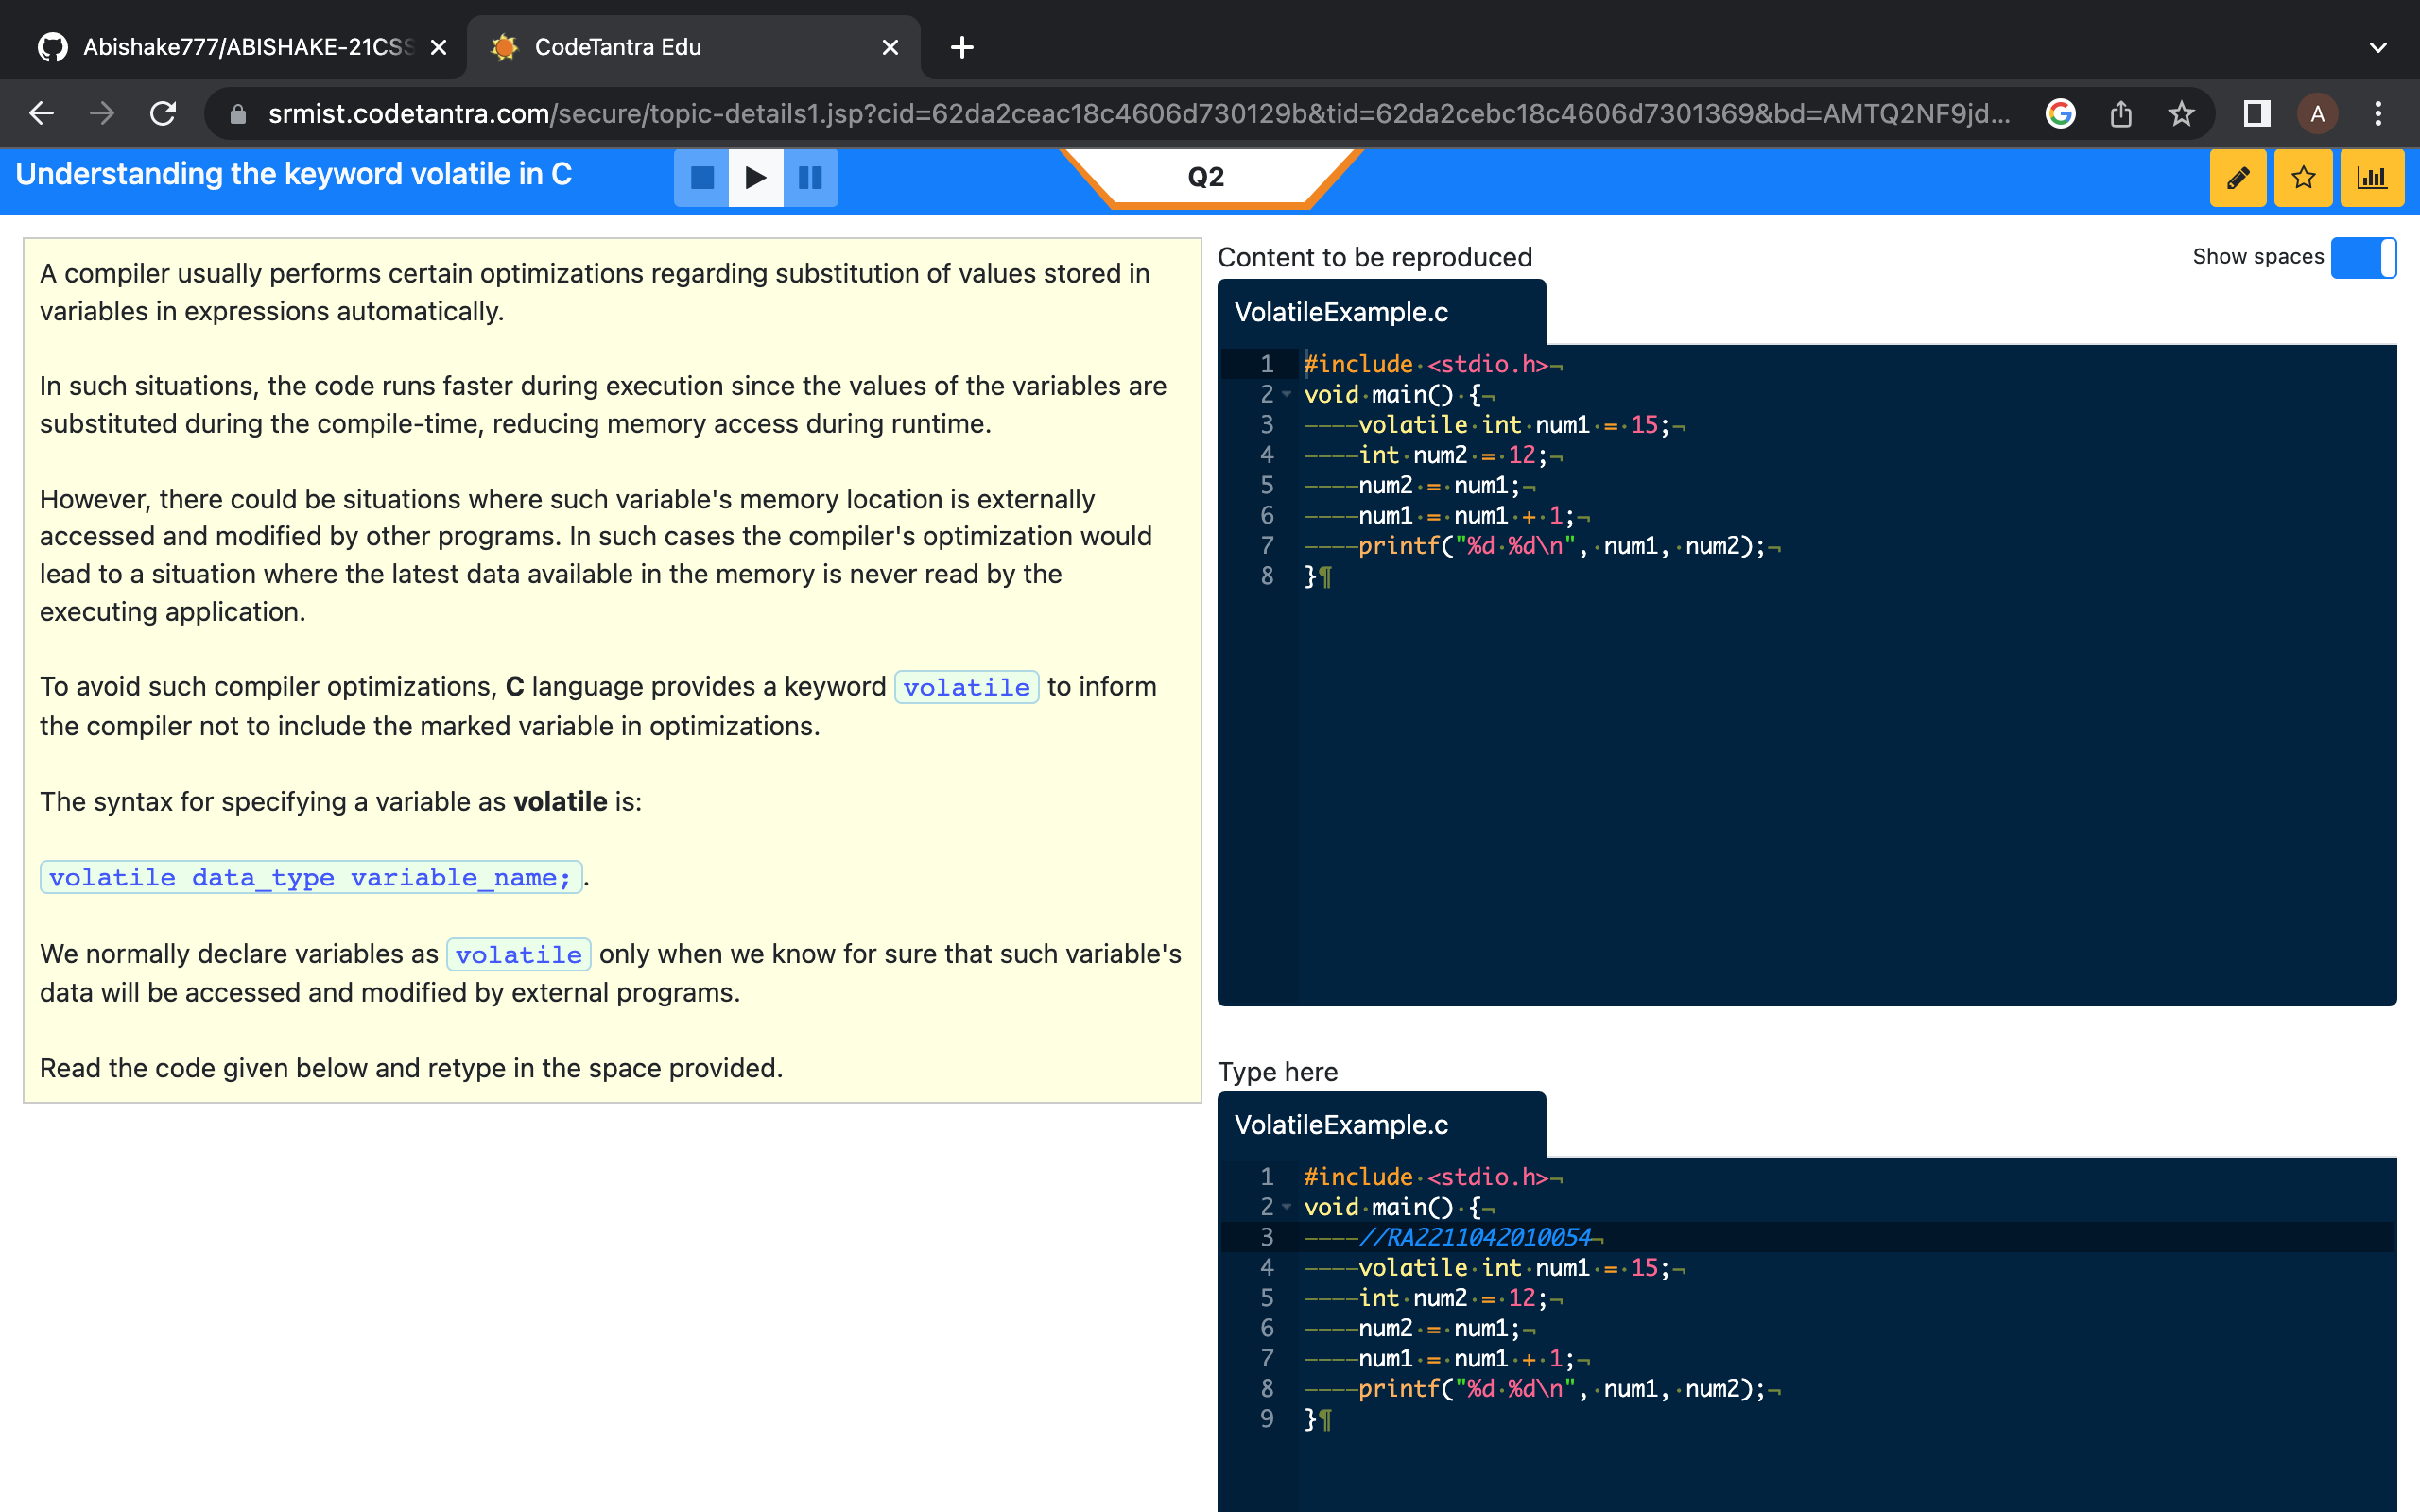 Abishake777/ABISHAKE-21CSS
CodeTantra Edu
srmist.codetantra.com/secure/topic-details1.jsp?cid=62da2ceac18c4606d730129b&tid=62da2cebc18c4606d7301369&bd=AMTQ2NF9jd...
A
Understanding the keyword volatile in C
Q2
A compiler usually performs certain optimizations regarding substitution of values stored in
variables in expressions automatically.
In such situations, the code runs faster during execution since the values of the variables are
substituted during the compile-time, reducing memory access during runtime.
However, there could be situations where such variable's memory location is externally
accessed and modified by other programs. In such cases the compiler's optimization would
lead to a situation where the latest data available in the memory is never read by the
executing application.
To avoid such compiler optimizations, C language provides a keyword volatile to inform
the compiler not to include the marked variable in optimizations.
The syntax for specifying a variable as volatile is:
volatile data_type variable_name;.
We normally declare variables as volatile only when we know for sure that such variable's
data will be accessed and modified by external programs.
Read the code given below and retype in the space provided.
Content to be reproduced
Show spaces
VolatileExample.c
1 #include·<stdio.h>¬
2 void·main()·{¬
3 ————volatile·int·num1·=·15;¬
4 ————int·num2·=·12;¬
5 ————num2·=·num1;¬
6 ————num1·=·num1·+·1;¬
7 ————printf("%d·%d\n",·num1,·num2);¬
8 }¶
Type here
VolatileExample.c
1 #include·<stdio.h>¬
2 void·main()·{¬
3 ————//RA2211042010054¬
4 ————volatile·int·num1·=·15;¬
5 ————int·num2·=·12;¬
6 ————num2·=·num1;¬
7 ————num1·=·num1·+·1;¬
8 ————printf("%d·%d\n",·num1,·num2);¬
9 }¶